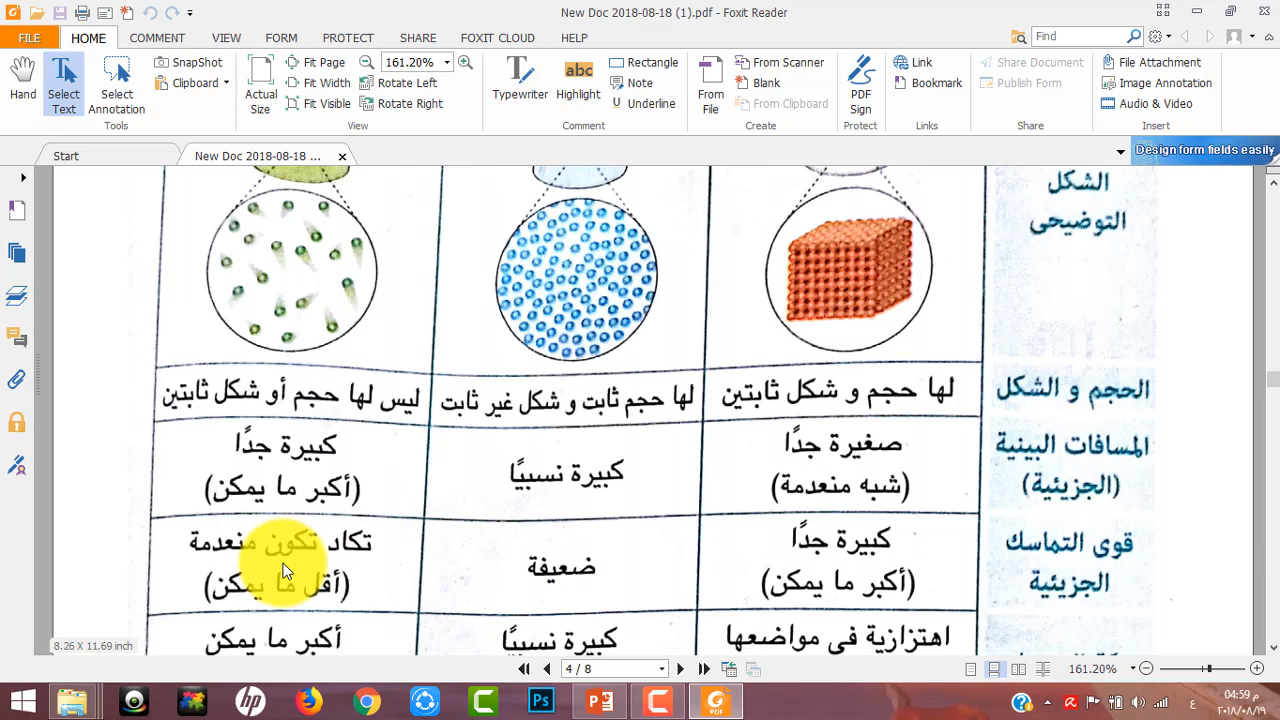 New Doc 2018-08-18 (1).pdf - Foxit Reader
FILE HOME COMMENT VIEW FORM PROTECT SHARE FOXIT CLOUD HELP
Find
Hand
Select Text
Select Annotation
SnapShot
Clipboard
Tools
Actual Size
Fit Page
Fit Width
Fit Visible
161.20%
Rotate Left
Rotate Right
View
Typewriter
Highlight
Rectangle
Note
Underline
Comment
From File
From Scanner
Blank
From Clipboard
Create
PDF Sign
Protect
Link
Bookmark
Links
Share Document
Publish Form
Share
File Attachment
Image Annotation
Audio & Video
Insert
Start
New Doc 2018-08-18 ...
Design form fields easily
الشكل
التوضيحى
الحجم و الشكل
لها حجم و شكل ثابتين
لها حجم ثابت و شكل غير ثابت
ليس لها حجم أو شكل ثابتين
المسافات البينية
(الجزيئية)
صغيرة جدًا
(شبه منعدمة)
كبيرة نسبيًا
كبيرة جدًا
(أكبر ما يمكن)
قوى التماسك
الجزيئية
كبيرة جدًا
(أكبر ما يمكن)
ضعيفة
تكاد تكون منعدمة
(أقل ما يمكن)
اهتزازية فى مواضعها
كبيرة نسبيًا
أكبر ما يمكن
8.26 x 11.69 inch
4 / 8
161.20%
hp
Ps
PDF
٤
04:59 م
٢٠١٨/٠٨/١٩